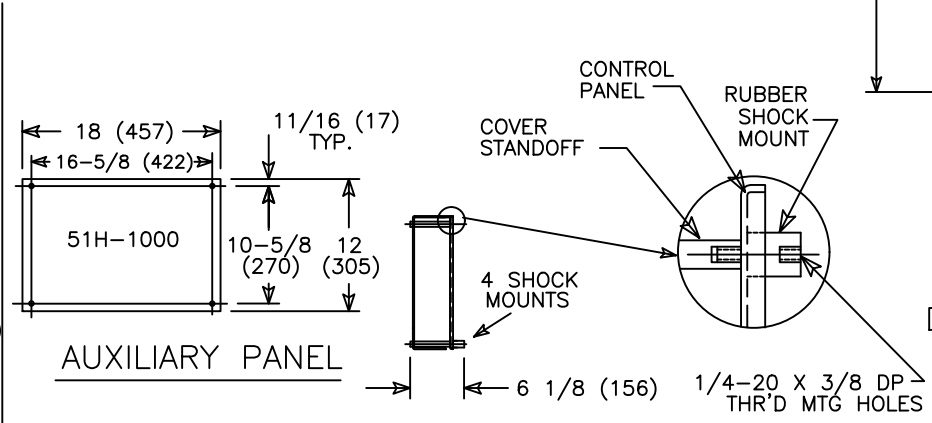 18 (457)
16-5/8 (422)
11/16 (17)
TYP.
51H-1000
10-5/8
(270)
12
(305)
AUXILIARY PANEL
4 SHOCK
MOUNTS
6 1/8 (156)
CONTROL
PANEL
COVER
STANDOFF
RUBBER
SHOCK
MOUNT
1/4-20 X 3/8 DP
THR'D MTG HOLES